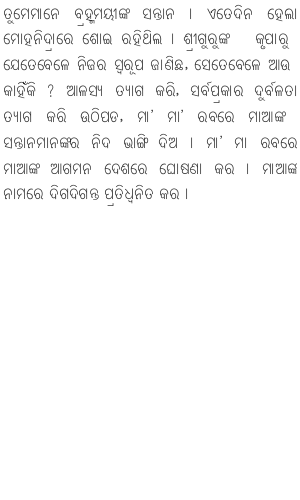 ତୁମେମାନେ ବ୍ରହ୍ମମୟୀଙ୍କ ସନ୍ତାନ । ଏତେଦିନ ହେଲା
ମୋହନିଦ୍ରାରେ ଶୋଇ ରହିଥିଲ । ଶ୍ରୀଗୁରୁଙ୍କ କୃପାରୁ
ଯେତେବେଳେ ନିଜର ସ୍ୱରୂପ ଜାଣିଛ, ସେତେବେଳେ ଆଉ
କାହିଁକି ? ଆଳସ୍ୟ ତ୍ୟାଗ କରି, ସର୍ବପ୍ରକାର ଦୁର୍ବଳତା
ତ୍ୟାଗ କରି ଉଠିପଡ, ମା' ମା' ରବରେ ମାଆଙ୍କ
ସନ୍ତାନମାନଙ୍କର ନିଦ ଭାଙ୍ଗି ଦିଅ । ମା' ମା ରବରେ
ମାଆଙ୍କ ଆଗମନ ଦେଶରେ ଘୋଷଣା କର । ମାଆଙ୍କ
ନାମରେ ଦିଗଦିଗନ୍ତ ପ୍ରତିଧ୍ୱନିତ କର ।